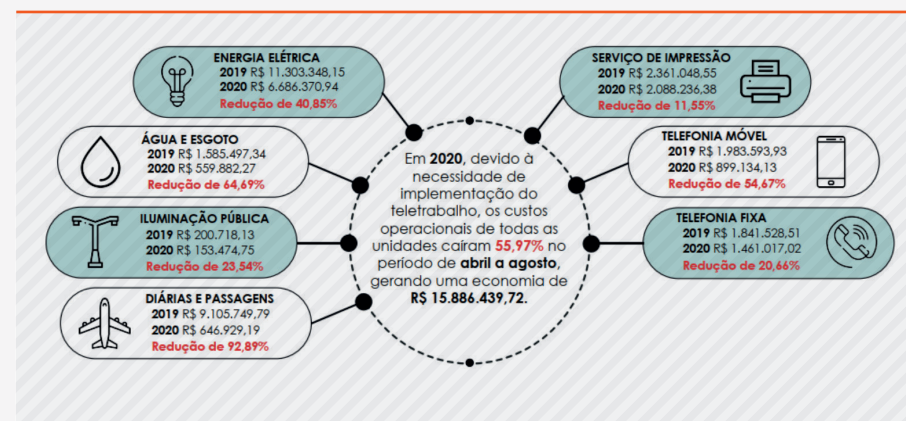 ENERGIA ELÉTRICA
2019 R$ 11.303.348,15
2020 R$ 6.686.370,94
Redução de 40,85%
ÁGUA E ESGOTO
2019 R$ 1.585.497,34
2020 R$ 559.882,27
Redução de 64,69%
ILUMINAÇÃO PÚBLICA
2019 R$ 200.718,13
2020 R$ 153.474,75
Redução de 23,54%
DIÁRIAS E PASSAGENS
2019 R$ 9.105.749,79
2020 R$ 646.929,19
Redução de 92,89%
Em 2020, devido à
necessidade de
implementação do
teletrabalho, os custos
operacionais de todas as
unidades caíram 55,97% no
período de abril a agosto,
gerando uma economia de
R$ 15.886.439,72.
SERVIÇO DE IMPRESSÃO
2019 R$ 2.361.048,55
2020 R$ 2.088.236,38
Redução de 11,55%
TELEFONIA MÓVEL
2019 R$ 1.983.593,93
2020 R$ 899.134,13
Redução de 54,67%
TELEFONIA FIXA
2019 R$ 1.841.528,51
2020 R$ 1.461.017,02
Redução de 20,66%